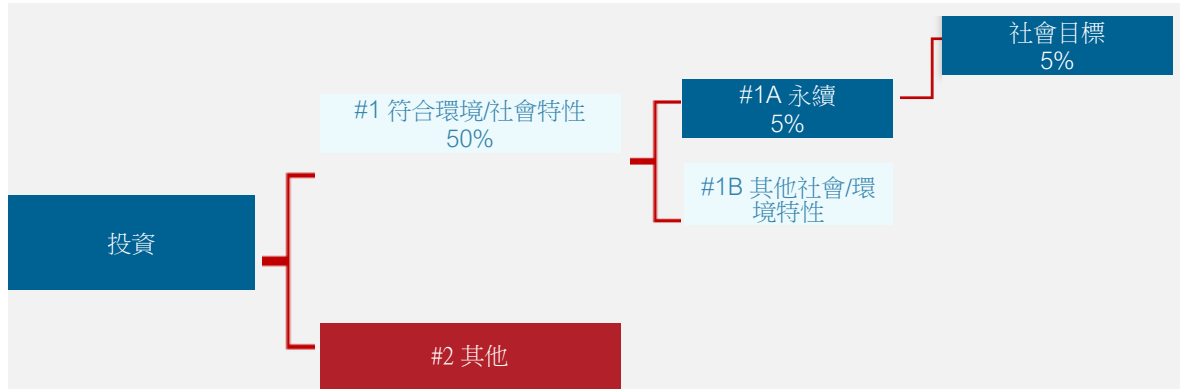 社會目標
5%
#1 符合環境/社會特性
50%
#1A 永續
5%
#1B 其他社會/環
境特性
投資
#2 其他